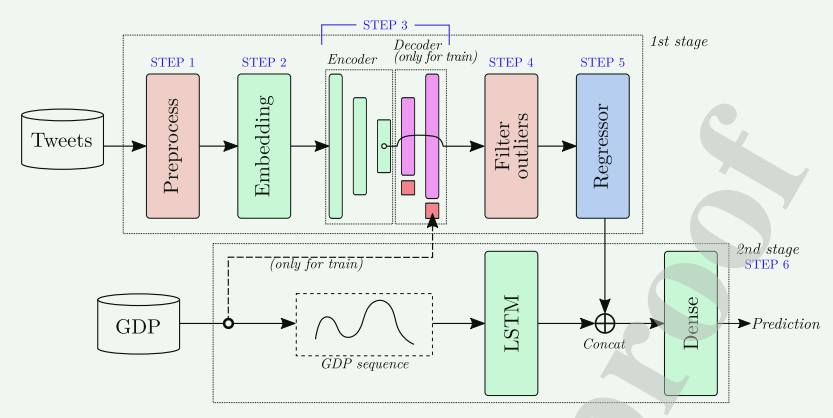 STEP 3
1st stage
Decoder
(only for train)
Encoder
STEP 1
STEP 2
STEP 4
STEP 5
Tweets
Preprocess
Embedding
Filter
outliers
Regressor
2nd stage
STEP 6
(only for train)
GDP
GDP sequence
LSTM
Concat
Dense
Prediction
proof